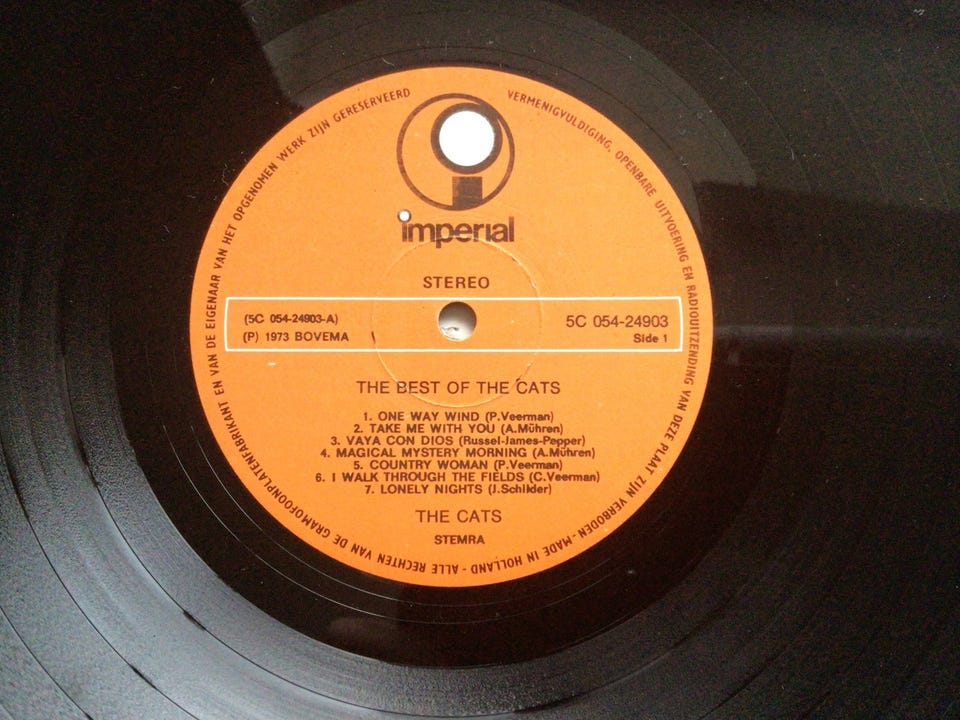 imperial
STEREO
(5C 054-24903-A)
(P) 1973 BOVEMA
5C 054-24903
Side 1
THE BEST OF THE CATS
1. ONE WAY WIND (P.Veerman)
2. TAKE ME WITH YOU (A.Mühren)
3. VAYA CON DIOS (Russel-James-Pepper)
4. MAGICAL MYSTERY MORNING (A.Mühren)
5. COUNTRY WOMAN (P.Veerman)
6. I WALK THROUGH THE FIELDS (C.Veerman)
7. LONELY NIGHTS (J.Schilder)
THE CATS
STEMRA
VERMENIGVULDIGING, OPENBARE UITVOERING EN RADIOUITZENDING VAN DEZE PLAAT ZIJN VERBODEN - MADE IN HOLLAND - ALLE RECHTEN VAN DE GRAMOFOONPLATENFABRIKANT EN VAN DE EIGENAAR VAN HET OPGENOMEN WERK ZIJN GERESERVEERD